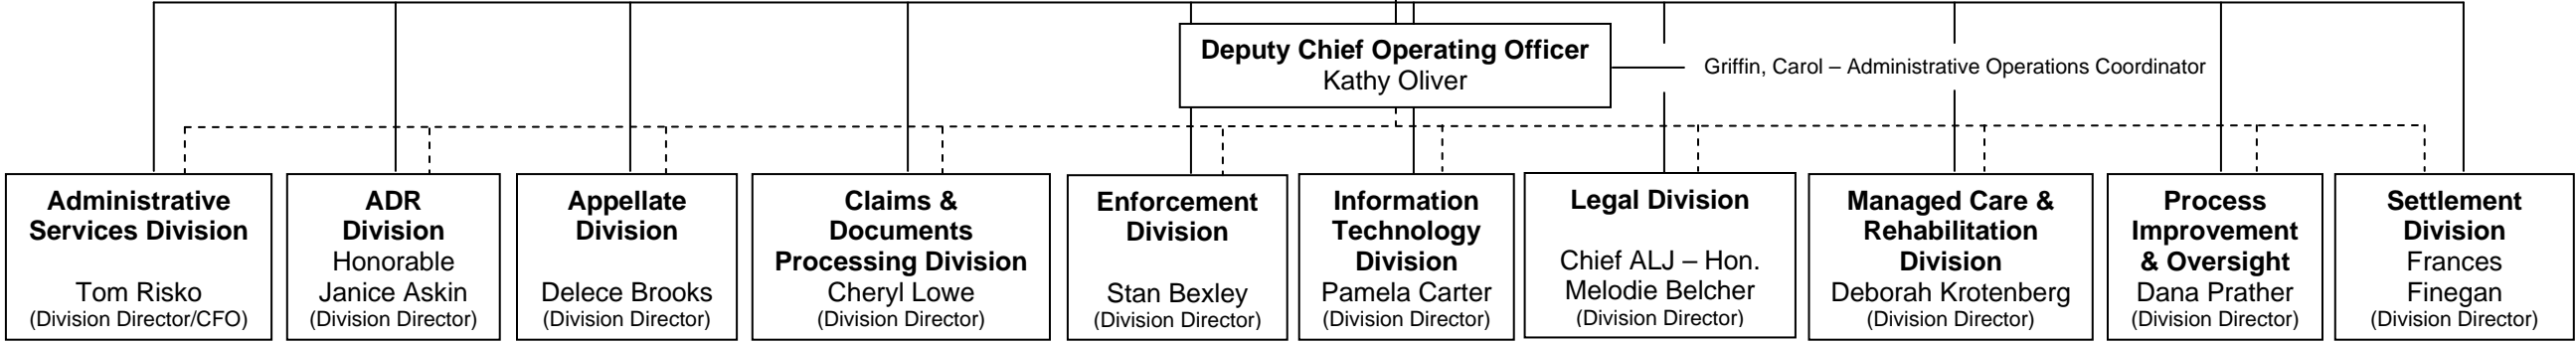 Deputy Chief Operating Officer
Kathy Oliver
Griffin, Carol – Administrative Operations Coordinator
Administrative
Services Division
Tom Risko
(Division Director/CFO)
ADR
Division
Honorable
Janice Askin
(Division Director)
Appellate
Division
Delece Brooks
(Division Director)
Claims &
Documents
Processing Division
Cheryl Lowe
(Division Director)
Enforcement
Division
Stan Bexley
(Division Director)
Information
Technology
Division
Pamela Carter
(Division Director)
Legal Division
Chief ALJ – Hon.
Melodie Belcher
(Division Director)
Managed Care &
Rehabilitation
Division
Deborah Krotenberg
(Division Director)
Process
Improvement
& Oversight
Dana Prather
(Division Director)
Settlement
Division
Frances
Finegan
(Division Director)